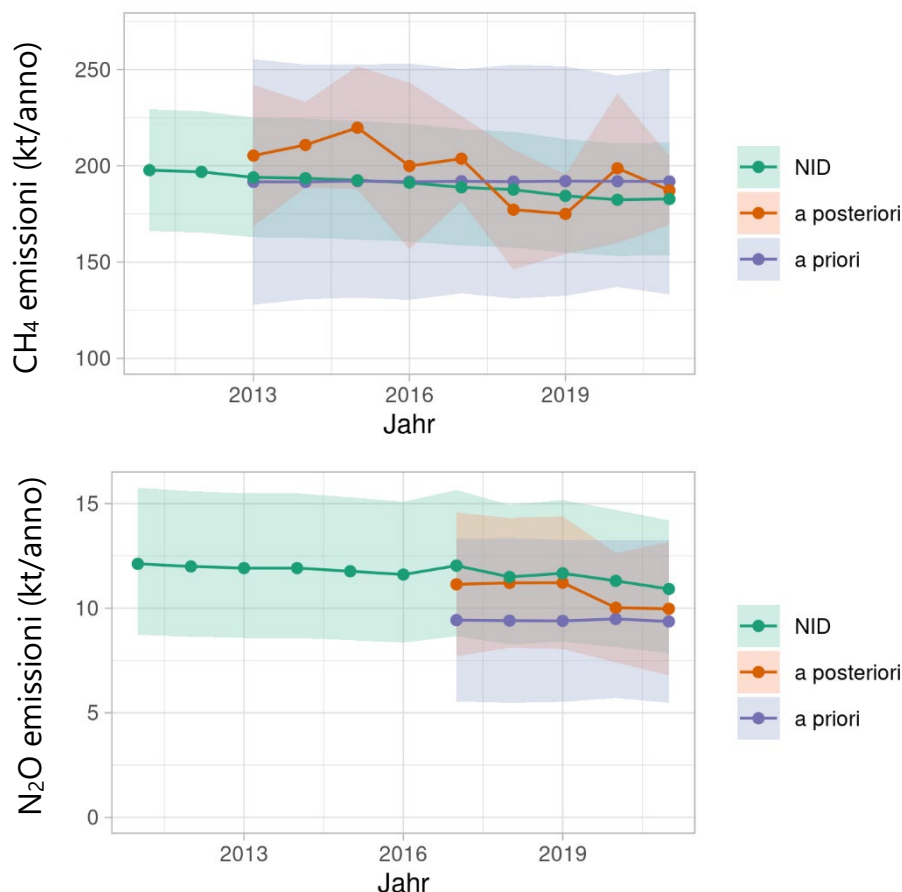 CH₄ emissioni (kt/anno)
250
200
150
100
2013
2016
2019
Jahr
NID
a posteriori
a priori
N₂O emissioni (kt/anno)
15
10
5
0
2013
2016
2019
Jahr
NID
a posteriori
a priori